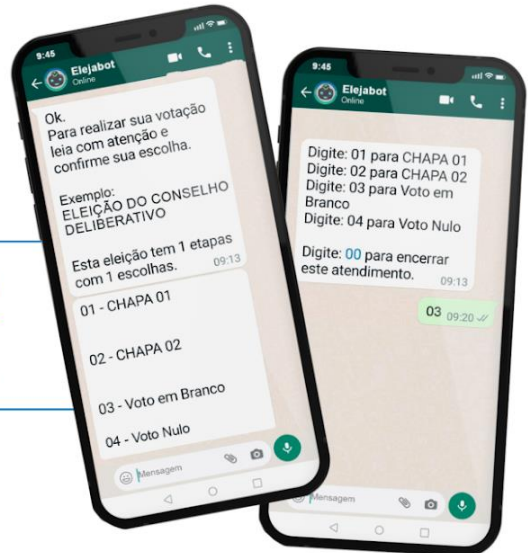 9:45
Elejabot
Online
Ok.
Para realizar sua votação
leia com atenção e
confirme sua escolha.
Exemplo:
ELEIÇÃO DO CONSELHO
DELIBERATIVO
Esta eleição tem 1 etapas
com 1 escolhas.
09:13
01 - CHAPA 01
02 - CHAPA 02
03 - Voto em Branco
04 - Voto Nulo
Mensagem
9:45
Elejabot
Online
Digite: 01 para CHAPA 01
Digite: 02 para CHAPA 02
Digite: 03 para Voto em
Branco
Digite: 04 para Voto Nulo
Digite: 00 para encerrar
este atendimento.
09:13
03 09:20
Mensagem